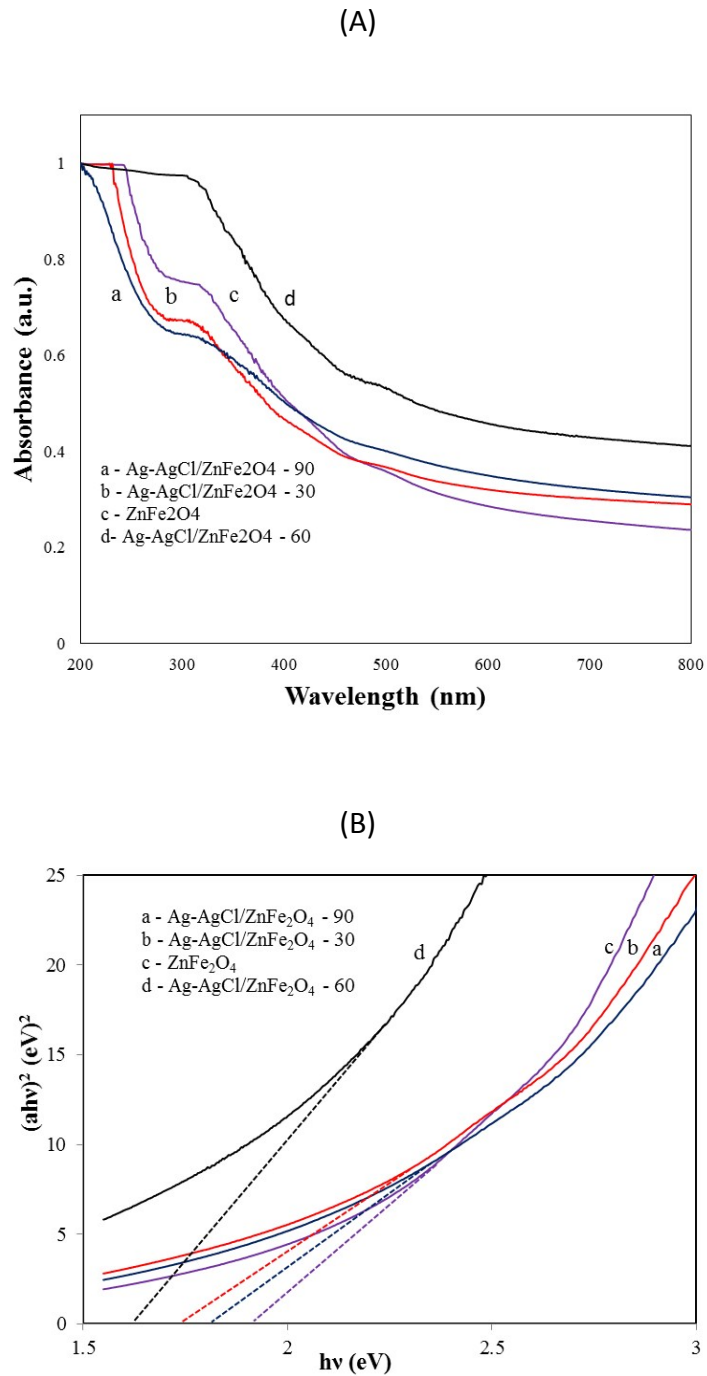 (A)
1
0.8
0.6
0.4
0.2
0
Absorbance (a.u.)
a
b
c
d
a - Ag-AgCl/ZnFe2O4 - 90
b - Ag-AgCl/ZnFe2O4 - 30
c - ZnFe2O4
d- Ag-AgCl/ZnFe2O4 - 60
200 300 400 500 600 700 800
Wavelength (nm)
(B)
25
20
15
10
5
0
(ahν)² (eV)²
a - Ag-AgCl/ZnFe₂O₄ - 90
b - Ag-AgCl/ZnFe₂O₄ - 30
c - ZnFe₂O₄
d - Ag-AgCl/ZnFe₂O₄ - 60
d
c b a
1.5 2 2.5 3
hν (eV)